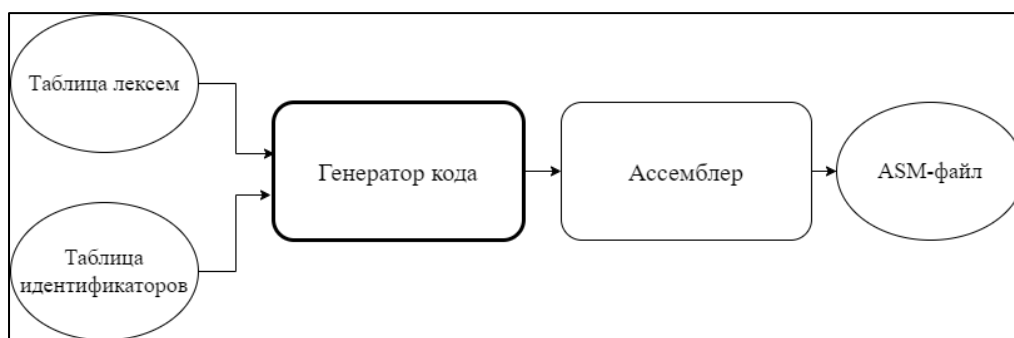 Таблица лексем
Генератор кода
Ассемблер
ASM-файл
Таблица
идентификаторов